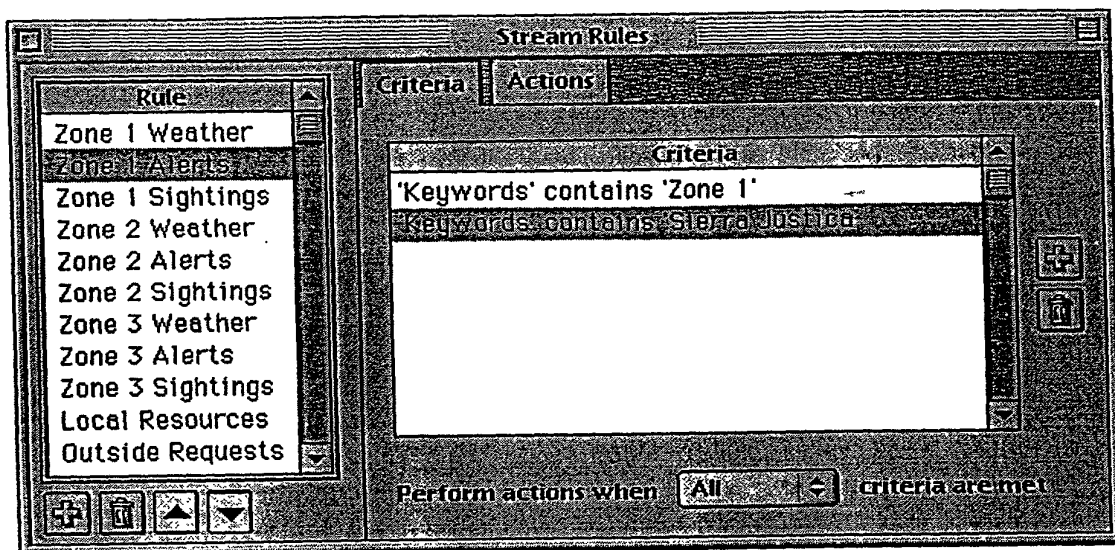 Stream Rules
Rule
Zone 1 Weather
Zone 1 Alerts
Zone 1 Sightings
Zone 2 Weather
Zone 2 Alerts
Zone 2 Sightings
Zone 3 Weather
Zone 3 Alerts
Zone 3 Sightings
Local Resources
Outside Requests
Criteria
Actions
Criteria
'Keywords' contains 'Zone 1'
'Keywords' contains 'Sierra Justica'
Perform actions when All criteria are met